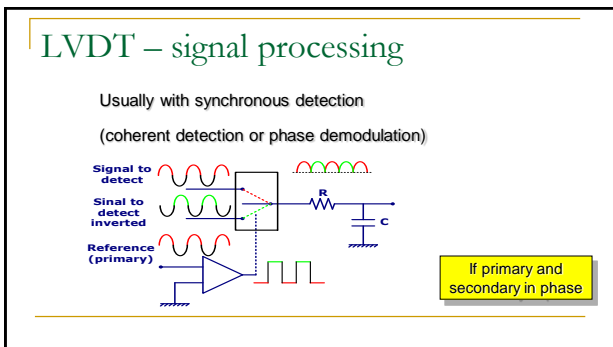 LVDT – signal processing
Usually with synchronous detection
(coherent detection or phase demodulation)
Signal to
detect
Sinal to
detect
inverted
Reference
(primary)
R
C
If primary and
secondary in phase